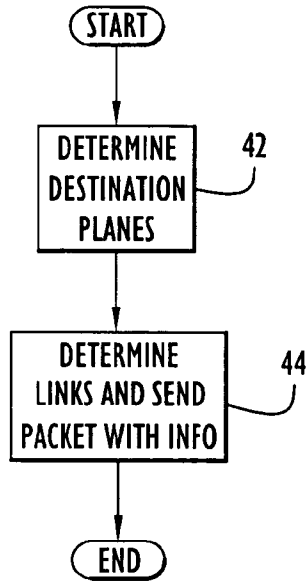 START
DETERMINE
DESTINATION
PLANES
42
DETERMINE
LINKS AND SEND
PACKET WITH INFO
44
END